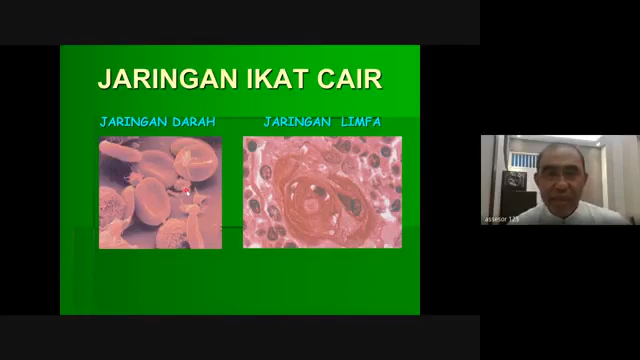 JARINGAN IKAT CAIR
JARINGAN DARAH
JARINGAN LIMFA
assesor 123